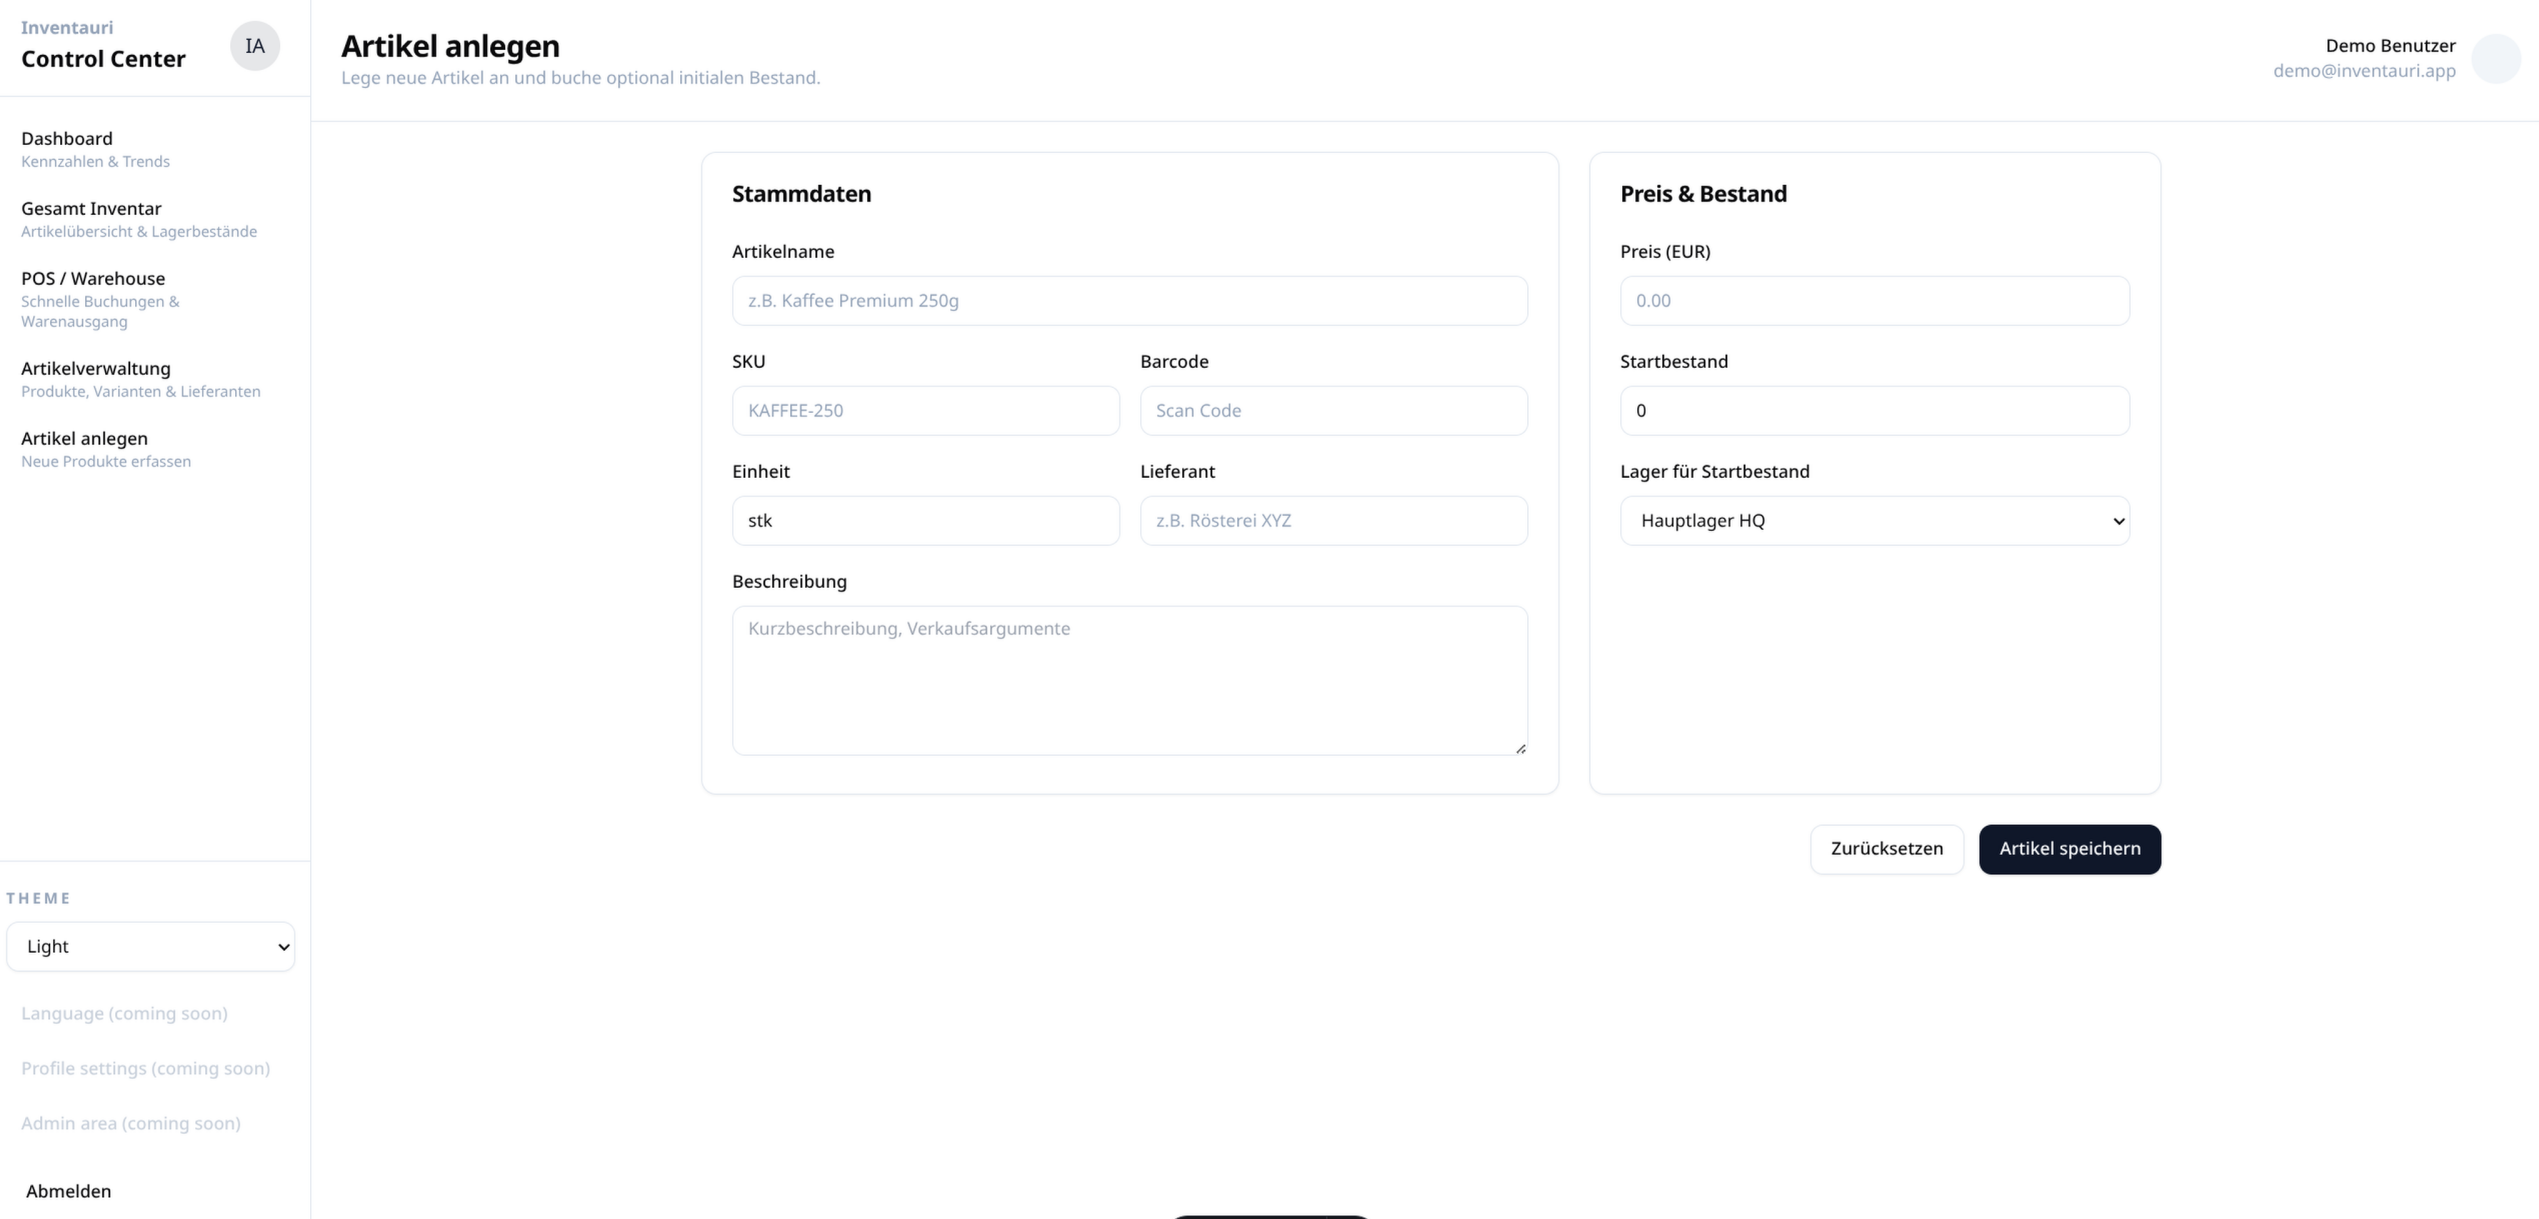 Inventauri
Control Center
IA
Dashboard
Kennzahlen & Trends
Gesamt Inventar
Artikelübersicht & Lagerbestände
POS / Warehouse
Schnelle Buchungen &
Warenausgang
Artikelverwaltung
Produkte, Varianten & Lieferanten
Artikel anlegen
Neue Produkte erfassen
THEME
Light
Language (coming soon)
Profile settings (coming soon)
Admin area (coming soon)
Abmelden
Artikel anlegen
Lege neue Artikel an und buche optional initialen Bestand.
Demo Benutzer
demo@inventauri.app
Stammdaten
Artikelname
z.B. Kaffee Premium 250g
SKU
Barcode
KAFFEE-250
Scan Code
Einheit
Lieferant
stk
z.B. Rösterei XYZ
Beschreibung
Kurzbeschreibung, Verkaufsargumente
Preis & Bestand
Preis (EUR)
0.00
Startbestand
0
Lager für Startbestand
Hauptlager HQ
Zurücksetzen
Artikel speichern